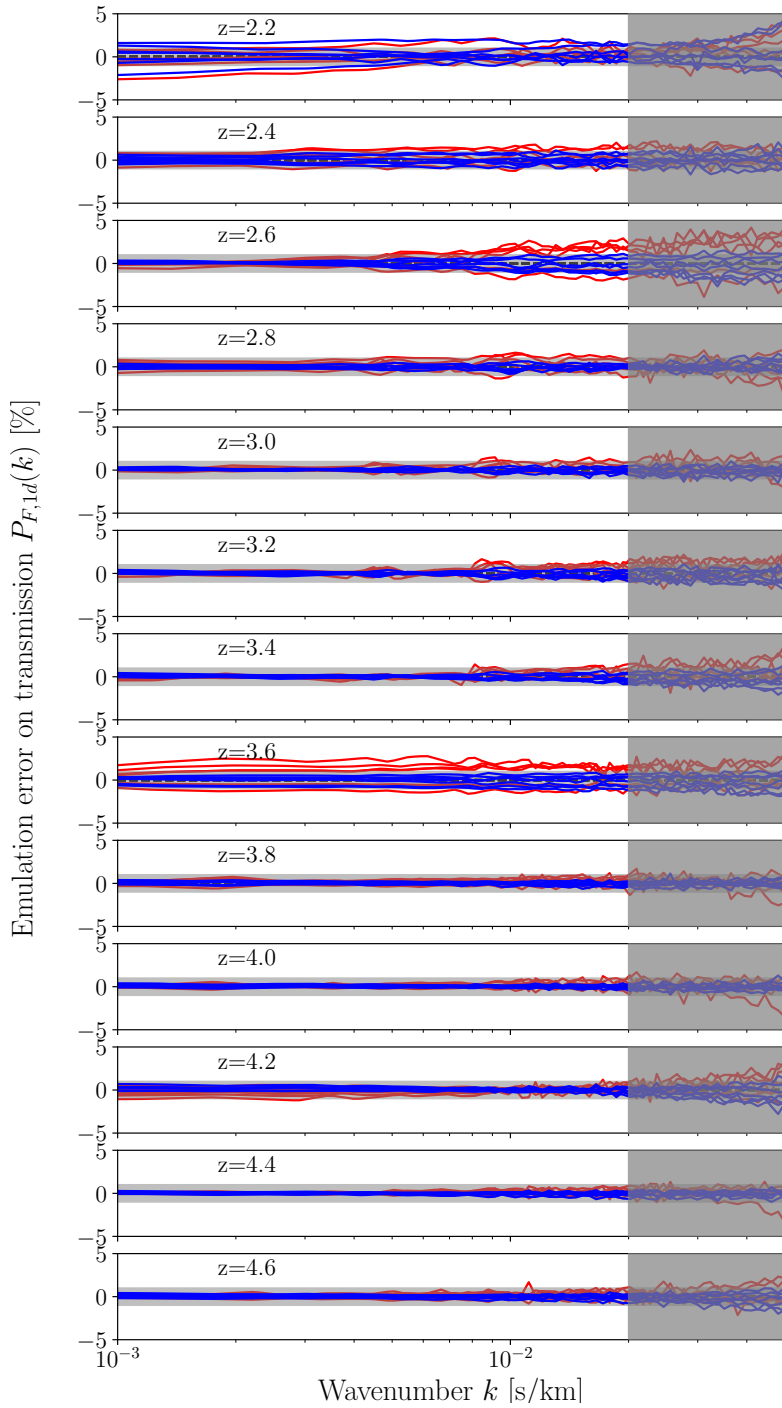 Emulation error on transmission $P_{F,1d}(k)$ [%]
5
z=2.2
0
−5
5
z=2.4
0
−5
5
z=2.6
0
−5
5
z=2.8
0
−5
5
z=3.0
0
−5
5
z=3.2
0
−5
5
z=3.4
0
−5
5
z=3.6
0
−5
5
z=3.8
0
−5
5
z=4.0
0
−5
5
z=4.2
0
−5
5
z=4.4
0
−5
5
z=4.6
0
−5
10⁻³ 10⁻²
Wavenumber k [s/km]